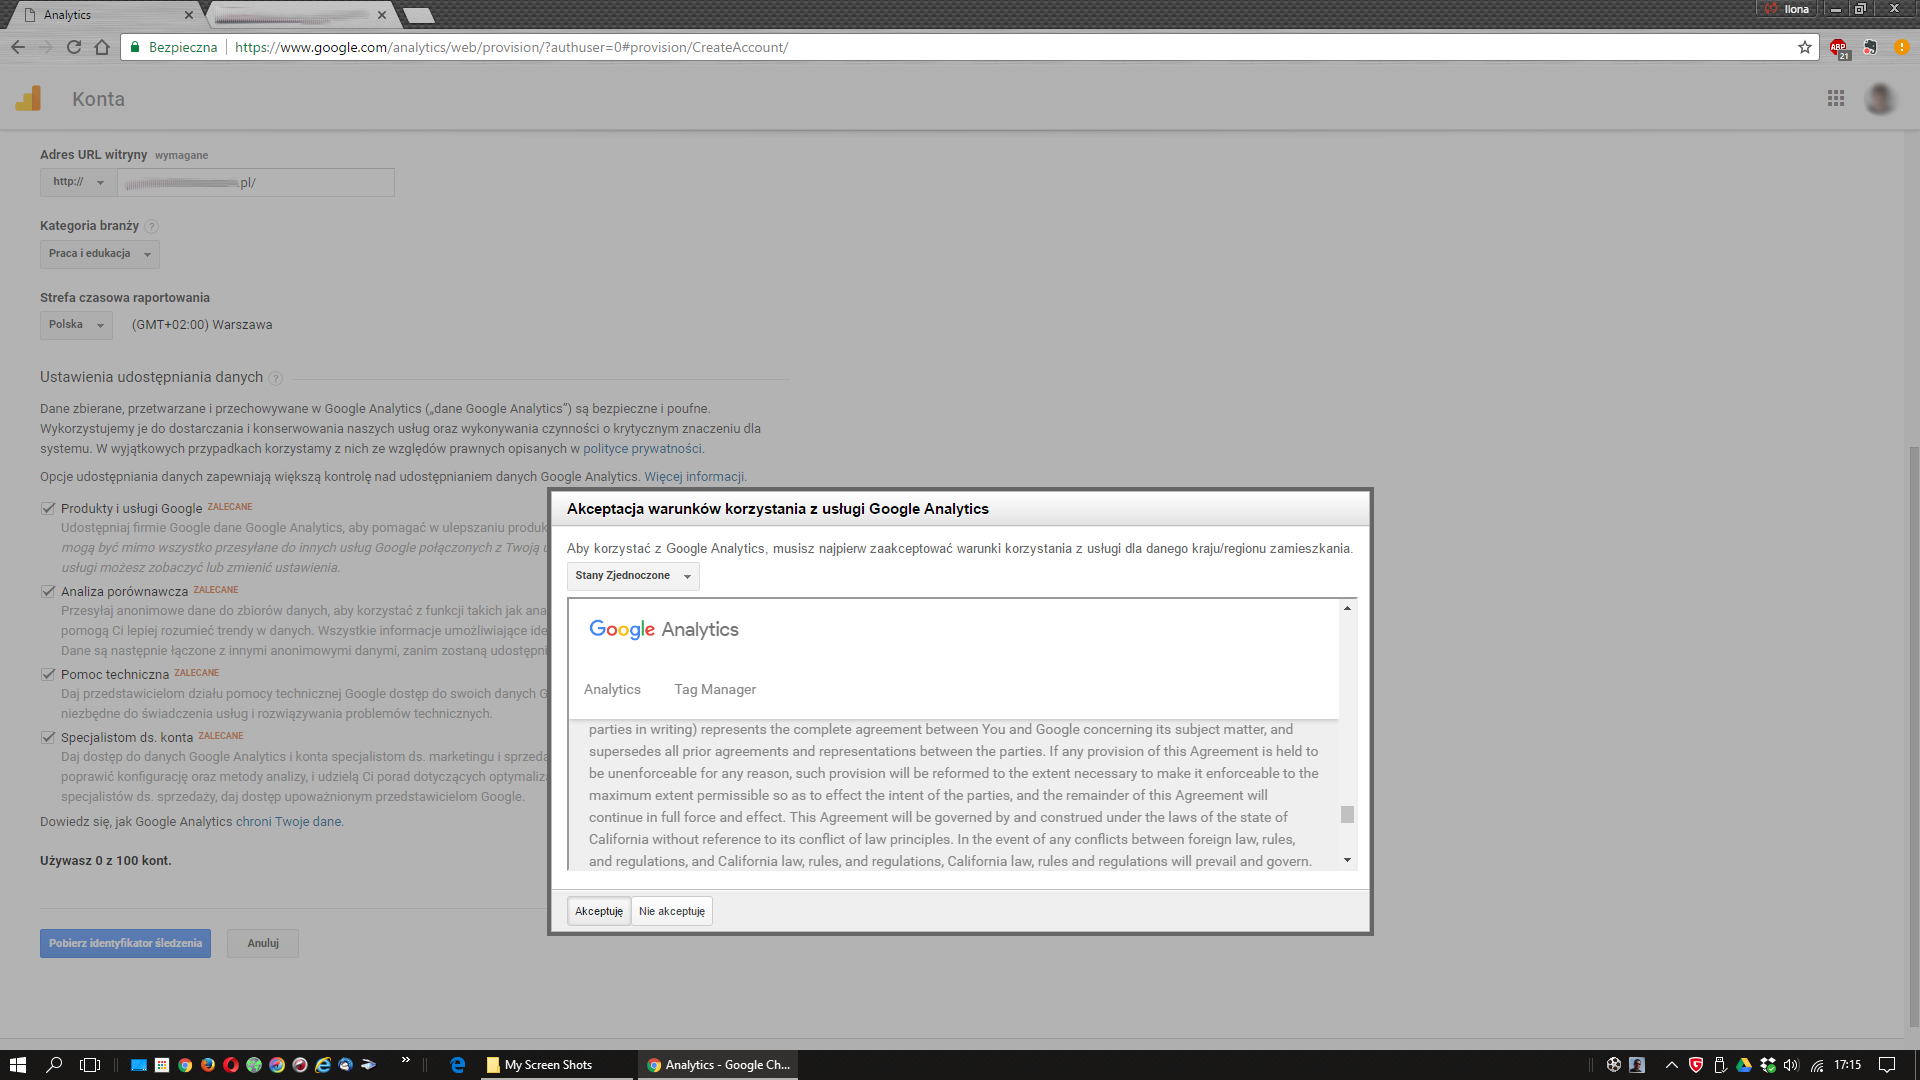 Analytics
Ilona
Bezpieczna
https://www.google.com/analytics/web/provision/?authuser=0#provision/CreateAccount/
ABP
21
Konta
Adres URL witryny wymagane
http://
.pl/
Kategoria branży ?
Praca i edukacja
Strefa czasowa raportowania
Polska (GMT+02:00) Warszawa
Ustawienia udostępniania danych ?
Dane zbierane, przetwarzane i przechowywane w Google Analytics („dane Google Analytics”) są bezpieczne i poufne.
Wykorzystujemy je do dostarczania i konserwowania naszych usług oraz wykonywania czynności o krytycznym znaczeniu dla
systemu. W wyjątkowych przypadkach korzystamy z nich ze względów prawnych opisanych w polityce prywatności.
Opcje udostępniania danych zapewniają większą kontrolę nad udostępnianiem danych Google Analytics. Więcej informacji.
Produkty i usługi Google ZALECANE
Udostępniaj firmie Google dane Google Analytics, aby pomagać w ulepszaniu produk
mogą być mimo wszystko przesyłane do innych usług Google połączonych z Twoją u
usługi możesz zobaczyć lub zmienić ustawienia.
Analiza porównawcza ZALECANE
Przesyłaj anonimowe dane do zbiorów danych, aby korzystać z funkcji takich jak ana
pomogą Ci lepiej rozumieć trendy w danych. Wszystkie informacje umożliwiające ide
Dane są następnie łączone z innymi anonimowymi danymi, zanim zostaną udostępni
Pomoc techniczna ZALECANE
Daj przedstawicielom działu pomocy technicznej Google dostęp do swoich danych G
niezbędne do świadczenia usług i rozwiązywania problemów technicznych.
Specjalistom ds. konta ZALECANE
Daj dostęp do danych Google Analytics i konta specjalistom ds. marketingu i sprzeda
poprawić konfigurację oraz metody analizy, i udzielą Ci porad dotyczących optymaliza
specjalistów ds. sprzedaży, daj dostęp upoważnionym przedstawicielom Google.
Dowiedz się, jak Google Analytics chroni Twoje dane.
Używasz 0 z 100 kont.
Pobierz identyfikator śledzenia Anuluj
Akceptacja warunków korzystania z usługi Google Analytics
Aby korzystać z Google Analytics, musisz najpierw zaakceptować warunki korzystania z usługi dla danego kraju/regionu zamieszkania.
Stany Zjednoczone
Google Analytics
Analytics Tag Manager
parties in writing) represents the complete agreement between You and Google concerning its subject matter, and
supersedes all prior agreements and representations between the parties. If any provision of this Agreement is held to
be unenforceable for any reason, such provision will be reformed to the extent necessary to make it enforceable to the
maximum extent permissible so as to effect the intent of the parties, and the remainder of this Agreement will
continue in full force and effect. This Agreement will be governed by and construed under the laws of the state of
California without reference to its conflict of law principles. In the event of any conflicts between foreign law, rules,
and regulations, and California law, rules, and regulations, California law, rules and regulations will prevail and govern.
Akceptuję Nie akceptuję
My Screen Shots
Analytics - Google Ch...
17:15